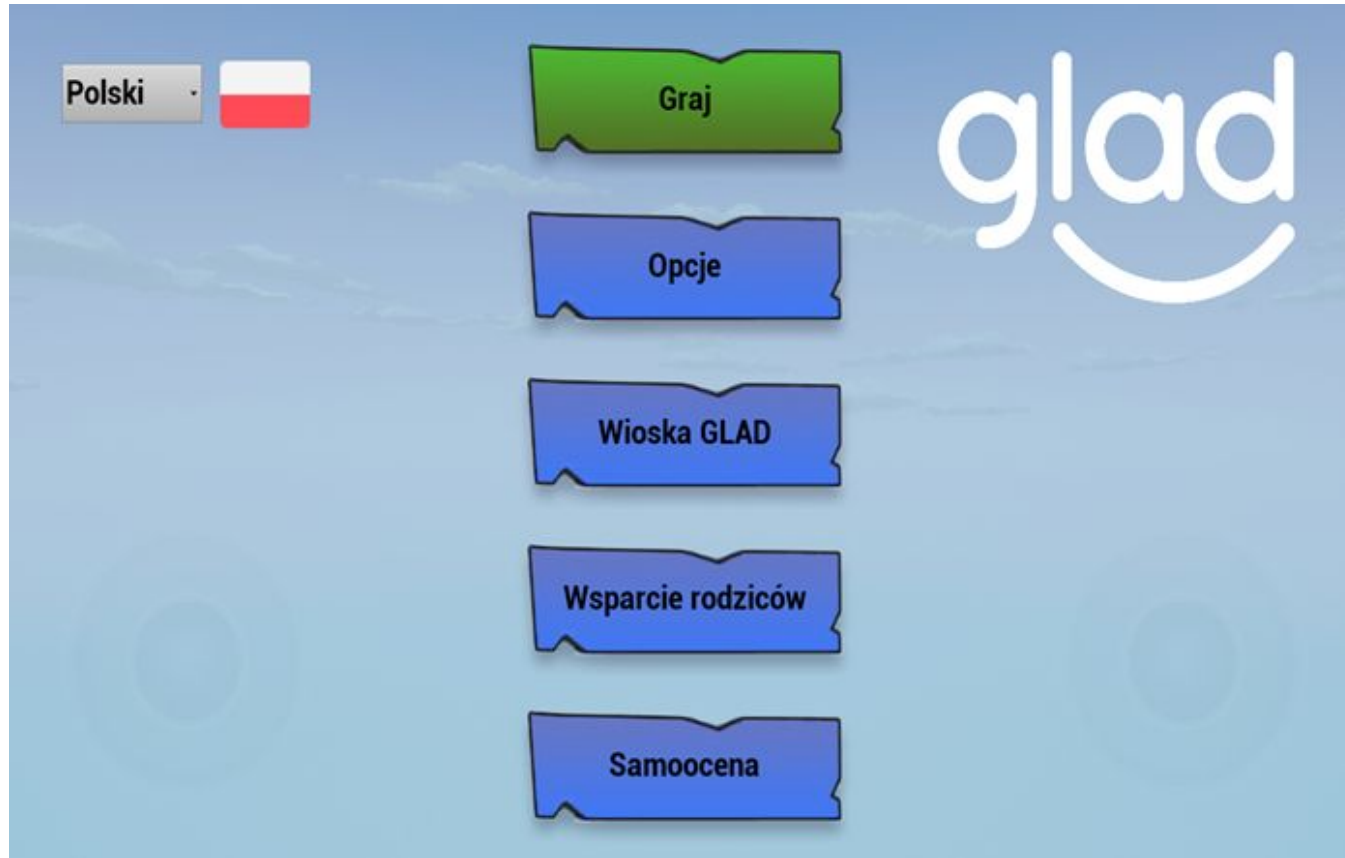 Polski
Graj
glad
Opcje
Wioska GLAD
Wsparcie rodziców
Samoocena